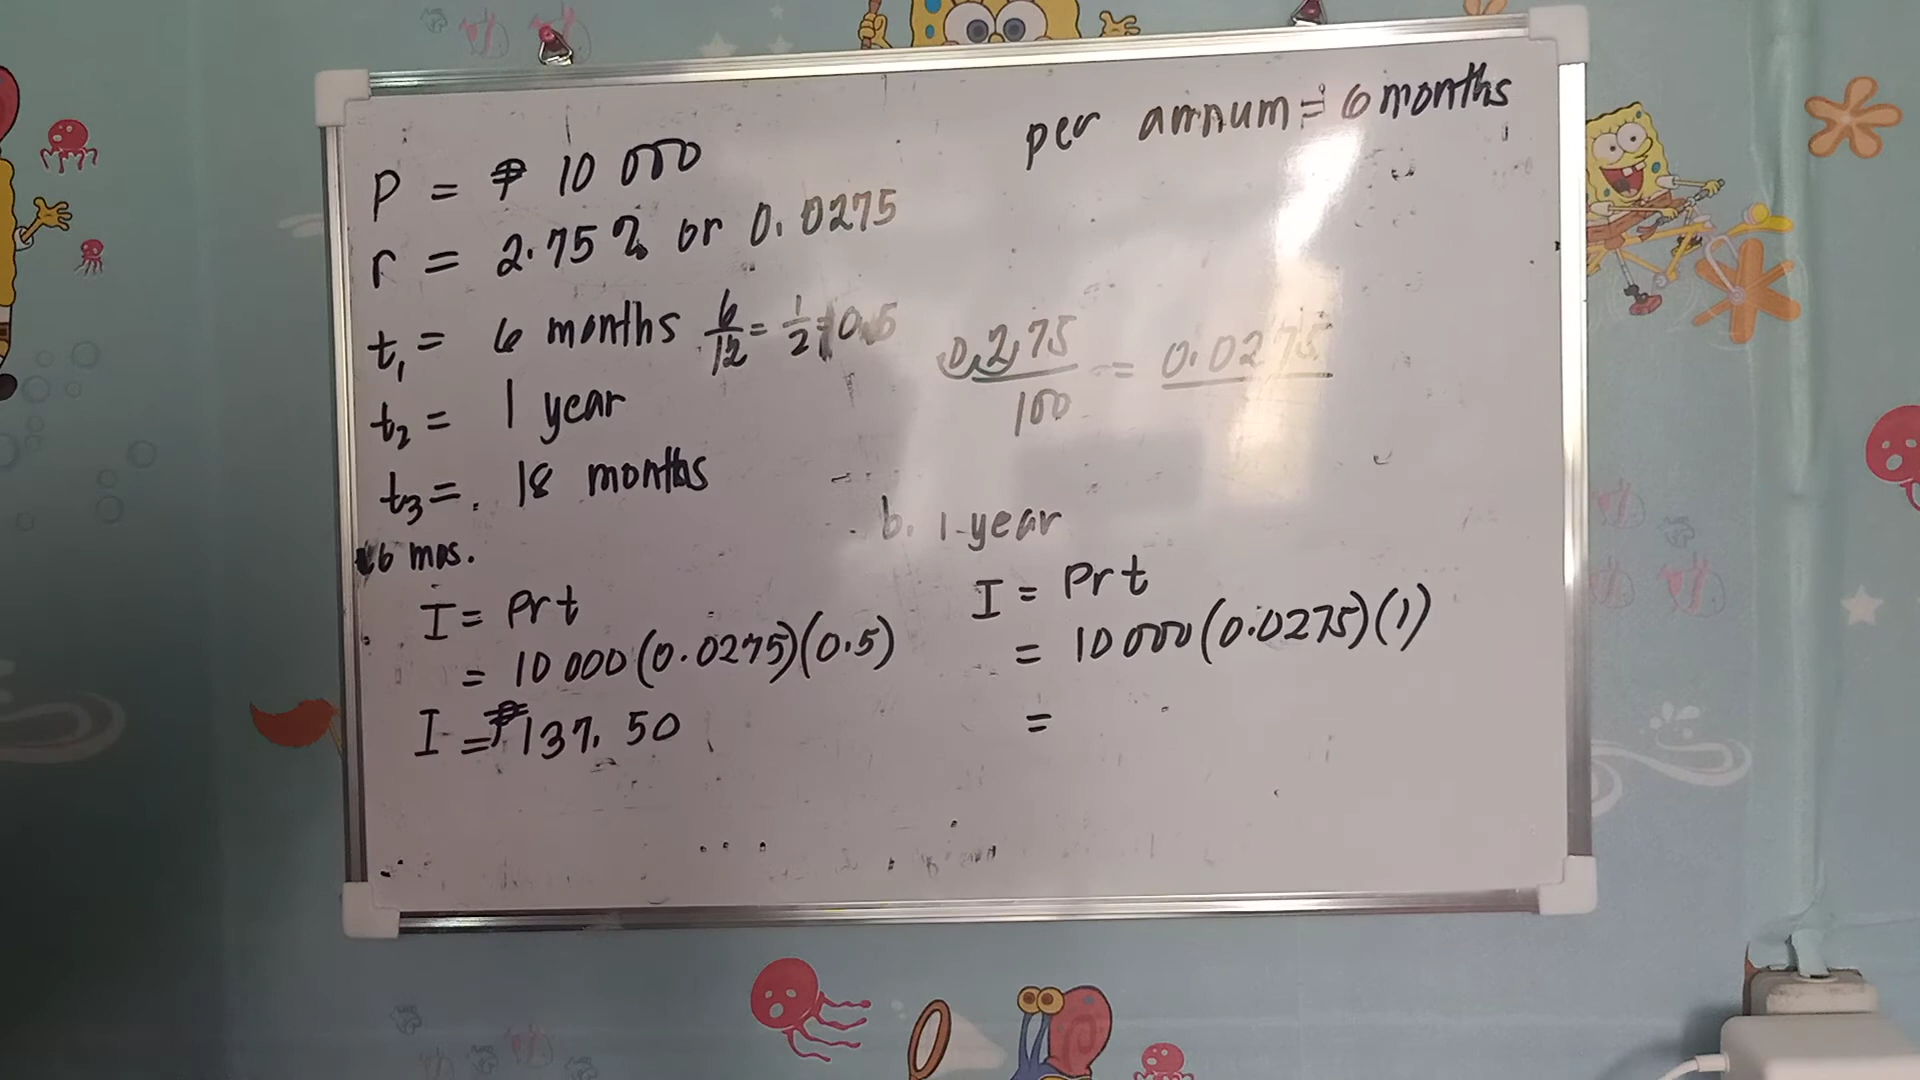 per annum = 6 months
P = ₱ 10 000
r = 2.75 % or 0.0275
t₁ = 6 months 6/12 = 1/2 = 0.5
0.2.75/100 = 0.0275
t₂ = 1 year
t₃ = . 18 months
6 mos.
I = Prt
= 10 000 (0.0275)(0.5)
I = ₱137.50
b. 1 year
I = Prt
= 10 000 (0.0275)(1)
=